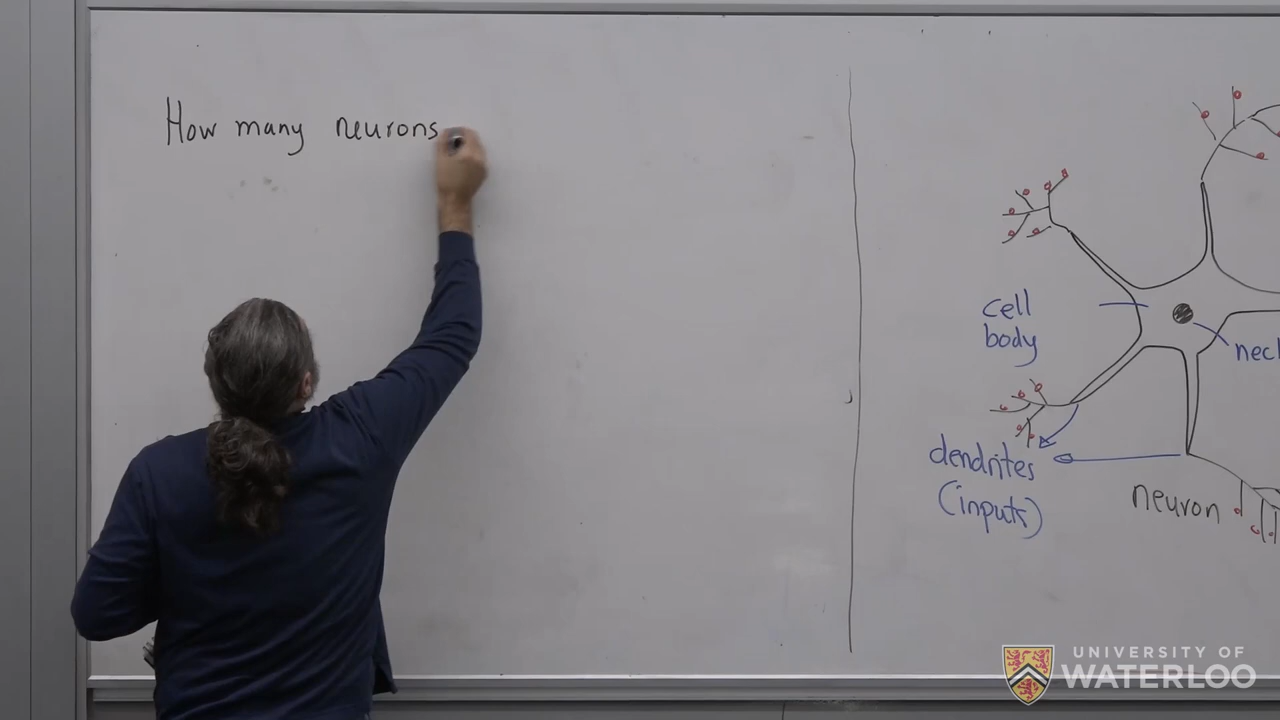 How many neurons
cell
body
dendrites
(inputs)
neuron
UNIVERSITY OF
WATERLOO